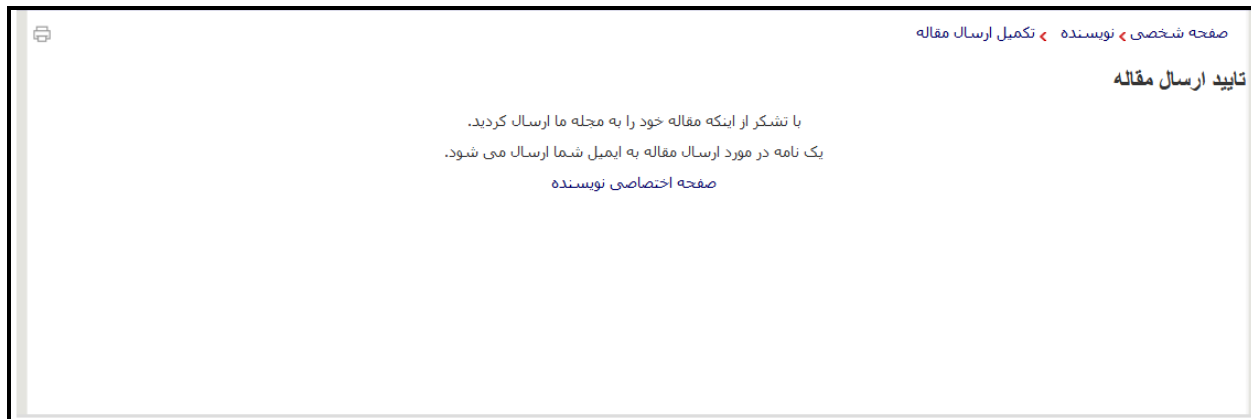 صفحه شخصی › نویسنده › تکمیل ارسال مقاله
تایید ارسال مقاله
با تشکر از اینکه مقاله خود را به مجله ما ارسال کردید.
یک نامه در مورد ارسال مقاله به ایمیل شما ارسال می شود.
صفحه اختصاصی نویسنده